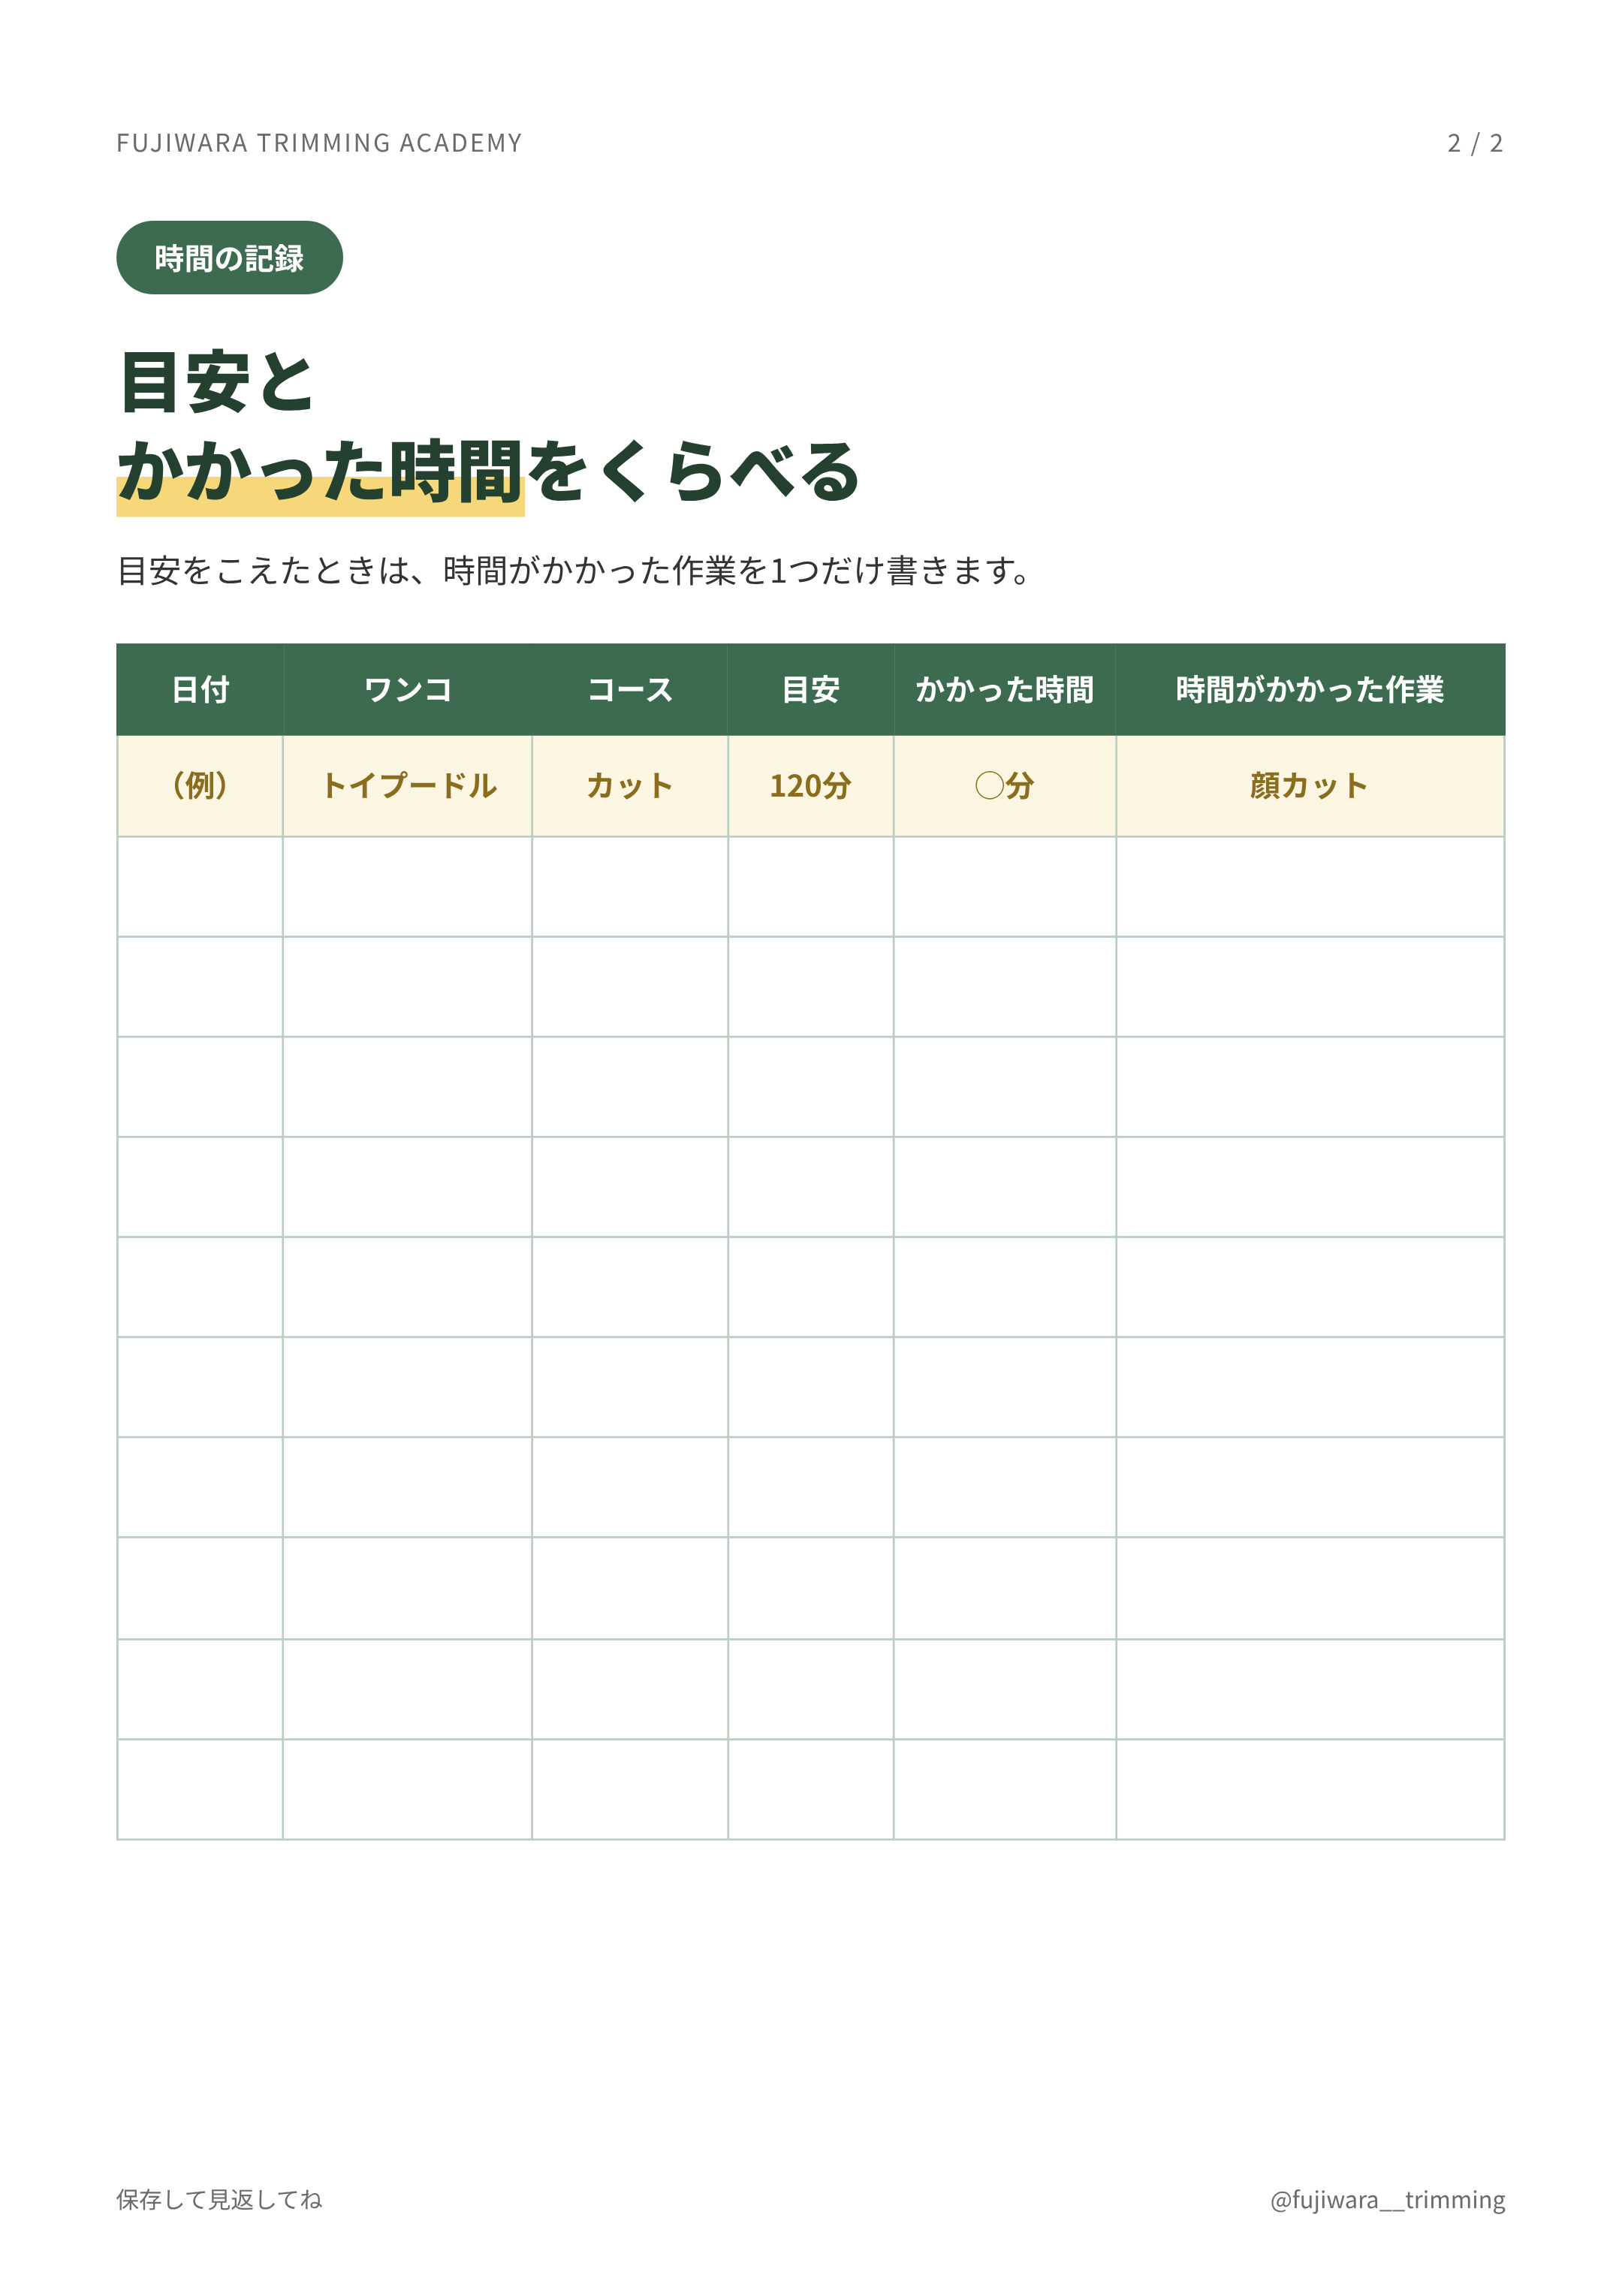 FUJIWARA TRIMMING ACADEMY
2 / 2
時間の記録
目安と
かかった時間をくらべる
目安をこえたときは、時間がかかった作業を1つだけ書きます。
日付 ワンコ コース 目安 かかった時間 時間がかかった作業
（例） トイプードル カット 120分 ◯分 顔カット
保存して見返してね
@fujiwara__trimming